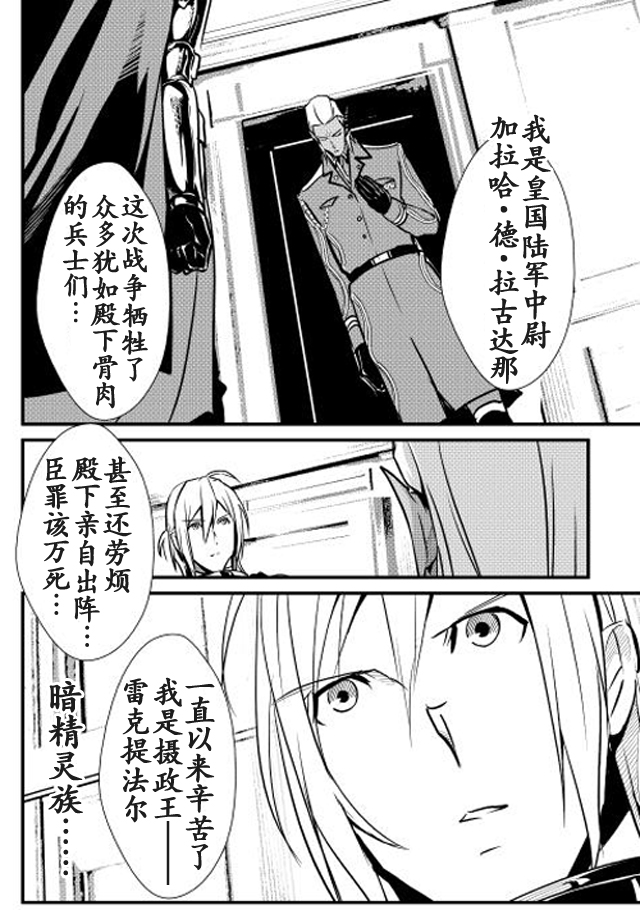 我是皇国陆军中尉
加拉哈·德·拉古达那
这次战争牺牲了
众多犹如殿下骨肉
的兵士们…
甚至还劳烦
殿下亲自出阵…
臣罪该万死…
一直以来辛苦了
我是摄政王——
雷克提法尔
暗精灵族……